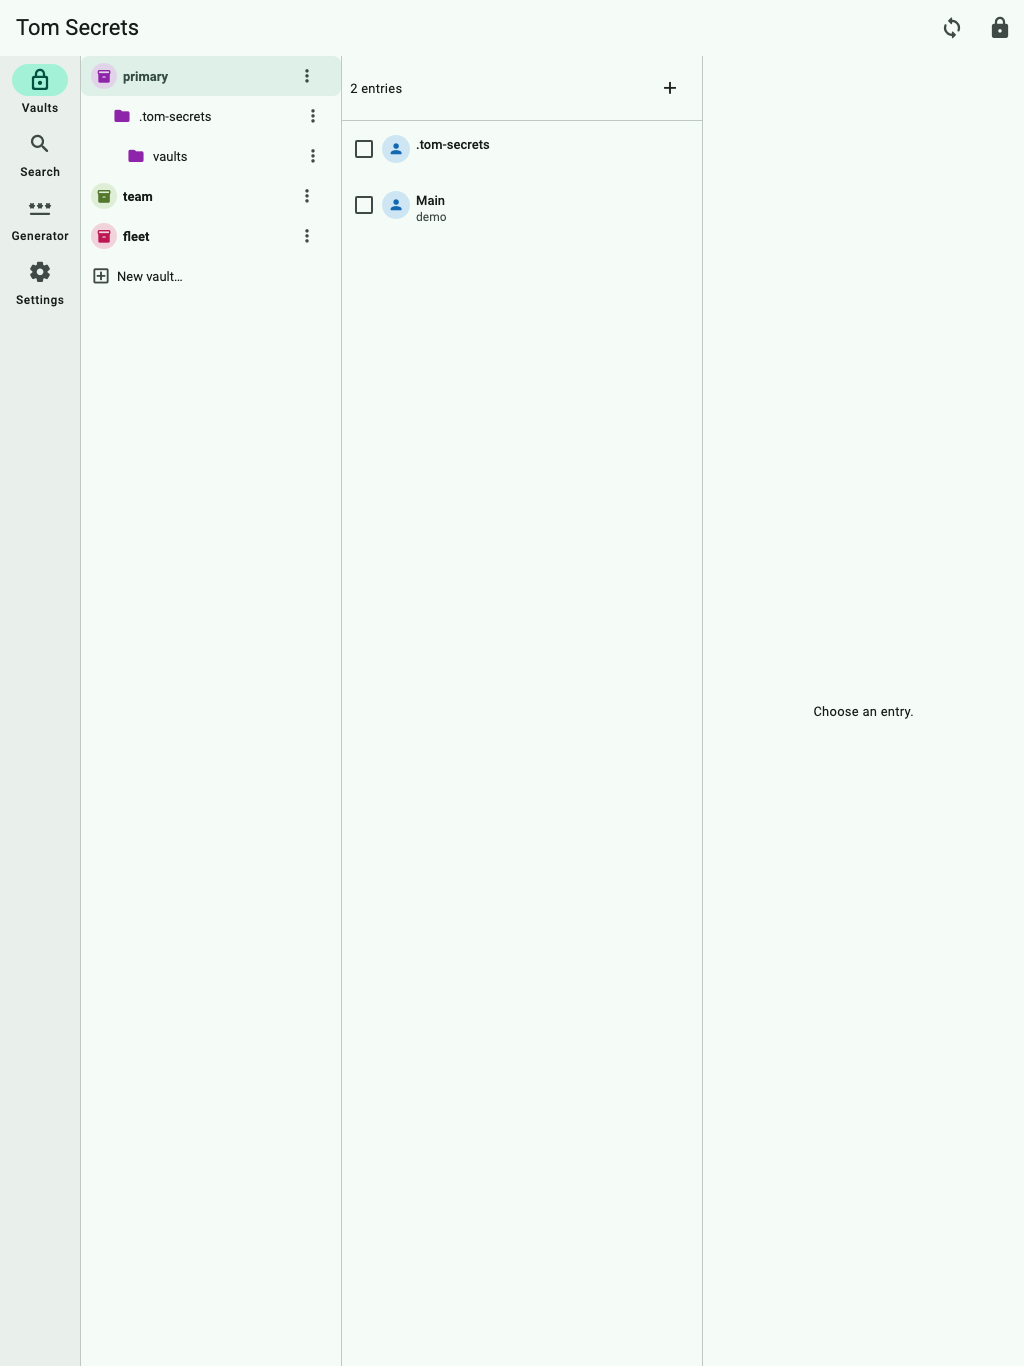 Tom Secrets
Vaults
Search
Generator
Settings
primary
.tom-secrets
vaults
team
fleet
New vault...
2 entries
.tom-secrets
Main
demo
Choose an entry.